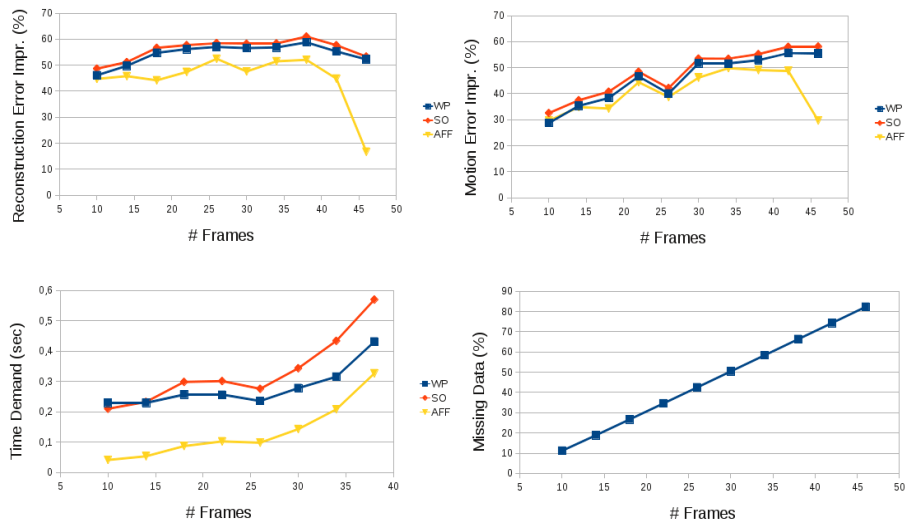 Reconstruction Error Impr. (%)
70
60
50
40
30
20
10
0
5 10 15 20 25 30 35 40 45 50
# Frames
WP
SO
AFF
Motion Error Impr. (%)
70
60
50
40
30
20
10
0
5 10 15 20 25 30 35 40 45 50
# Frames
WP
SO
AFF
Time Demand (sec)
0,6
0,5
0,4
0,3
0,2
0,1
0
5 10 15 20 25 30 35 40
# Frames
WP
SO
AFF
Missing Data (%)
90
80
70
60
50
40
30
20
10
0
5 10 15 20 25 30 35 40 45 50
# Frames